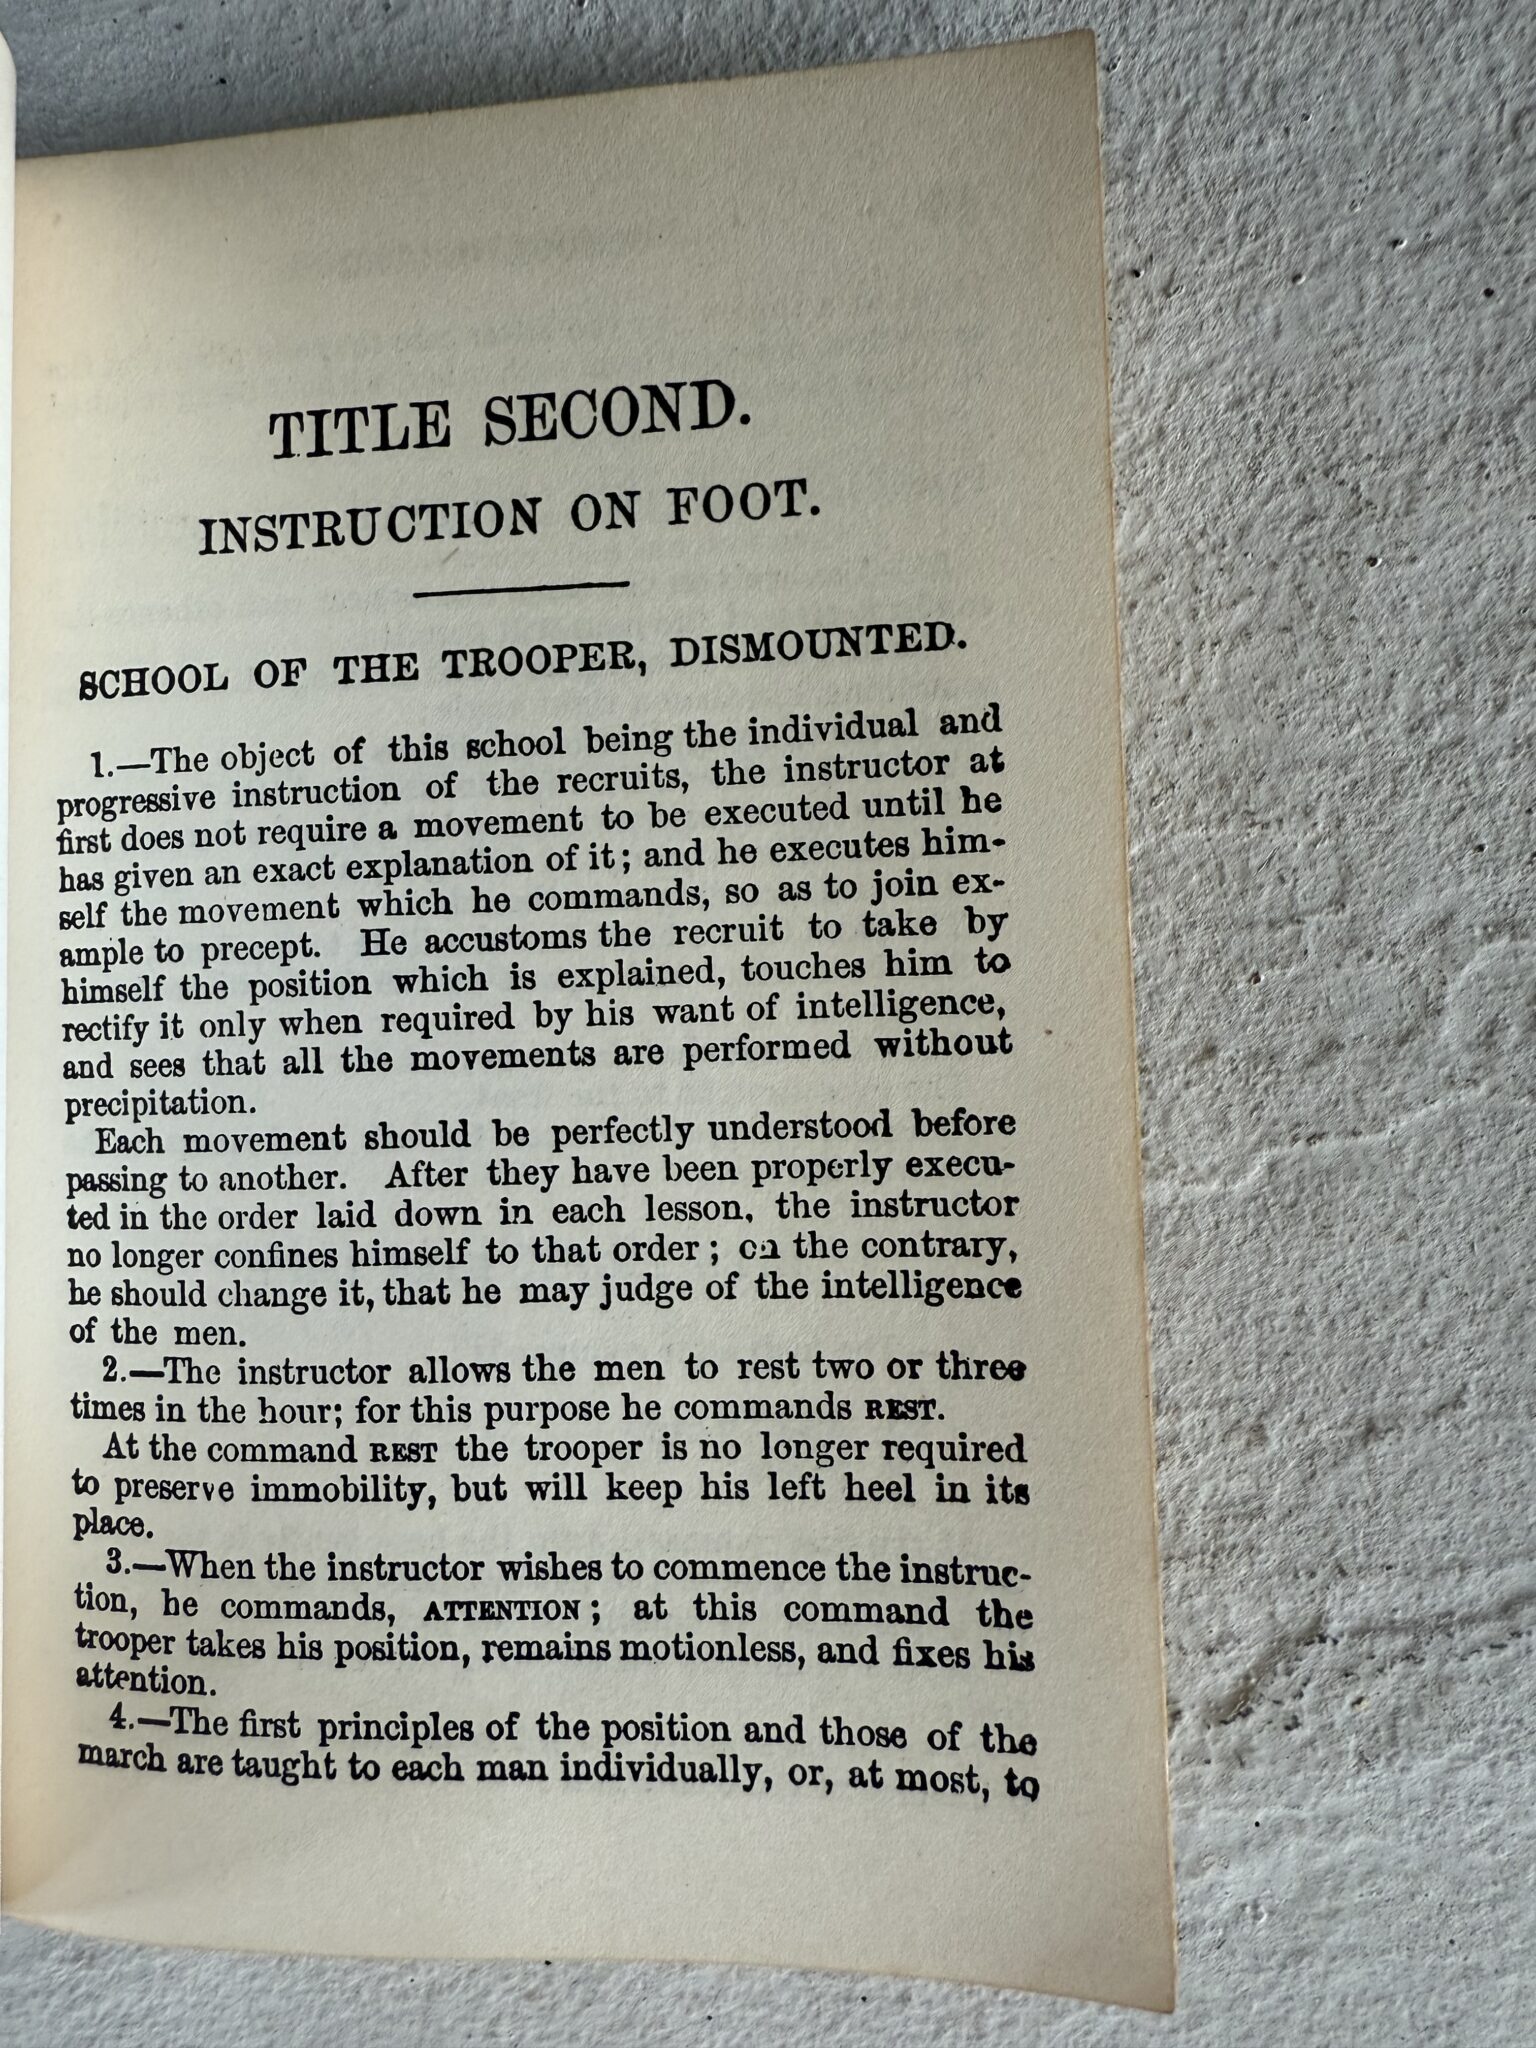 TITLE SECOND.
INSTRUCTION ON FOOT.
SCHOOL OF THE TROOPER, DISMOUNTED.
1.—The object of this school being the individual and
progressive instruction of the recruits, the instructor at
first does not require a movement to be executed until he
has given an exact explanation of it; and he executes him-
self the movement which he commands, so as to join ex-
ample to precept. He accustoms the recruit to take by
himself the position which is explained, touches him to
rectify it only when required by his want of intelligence,
and sees that all the movements are performed without
precipitation.
Each movement should be perfectly understood before
passing to another. After they have been properly execu-
ted in the order laid down in each lesson, the instructor
no longer confines himself to that order; on the contrary,
he should change it, that he may judge of the intelligence
of the men.
2.—The instructor allows the men to rest two or three
times in the hour; for this purpose he commands REST.
At the command REST the trooper is no longer required
to preserve immobility, but will keep his left heel in its
place.
3.—When the instructor wishes to commence the instruc-
tion, he commands, ATTENTION; at this command the
trooper takes his position, remains motionless, and fixes his
attention.
4.—The first principles of the position and those of the
march are taught to each man individually, or, at most, to